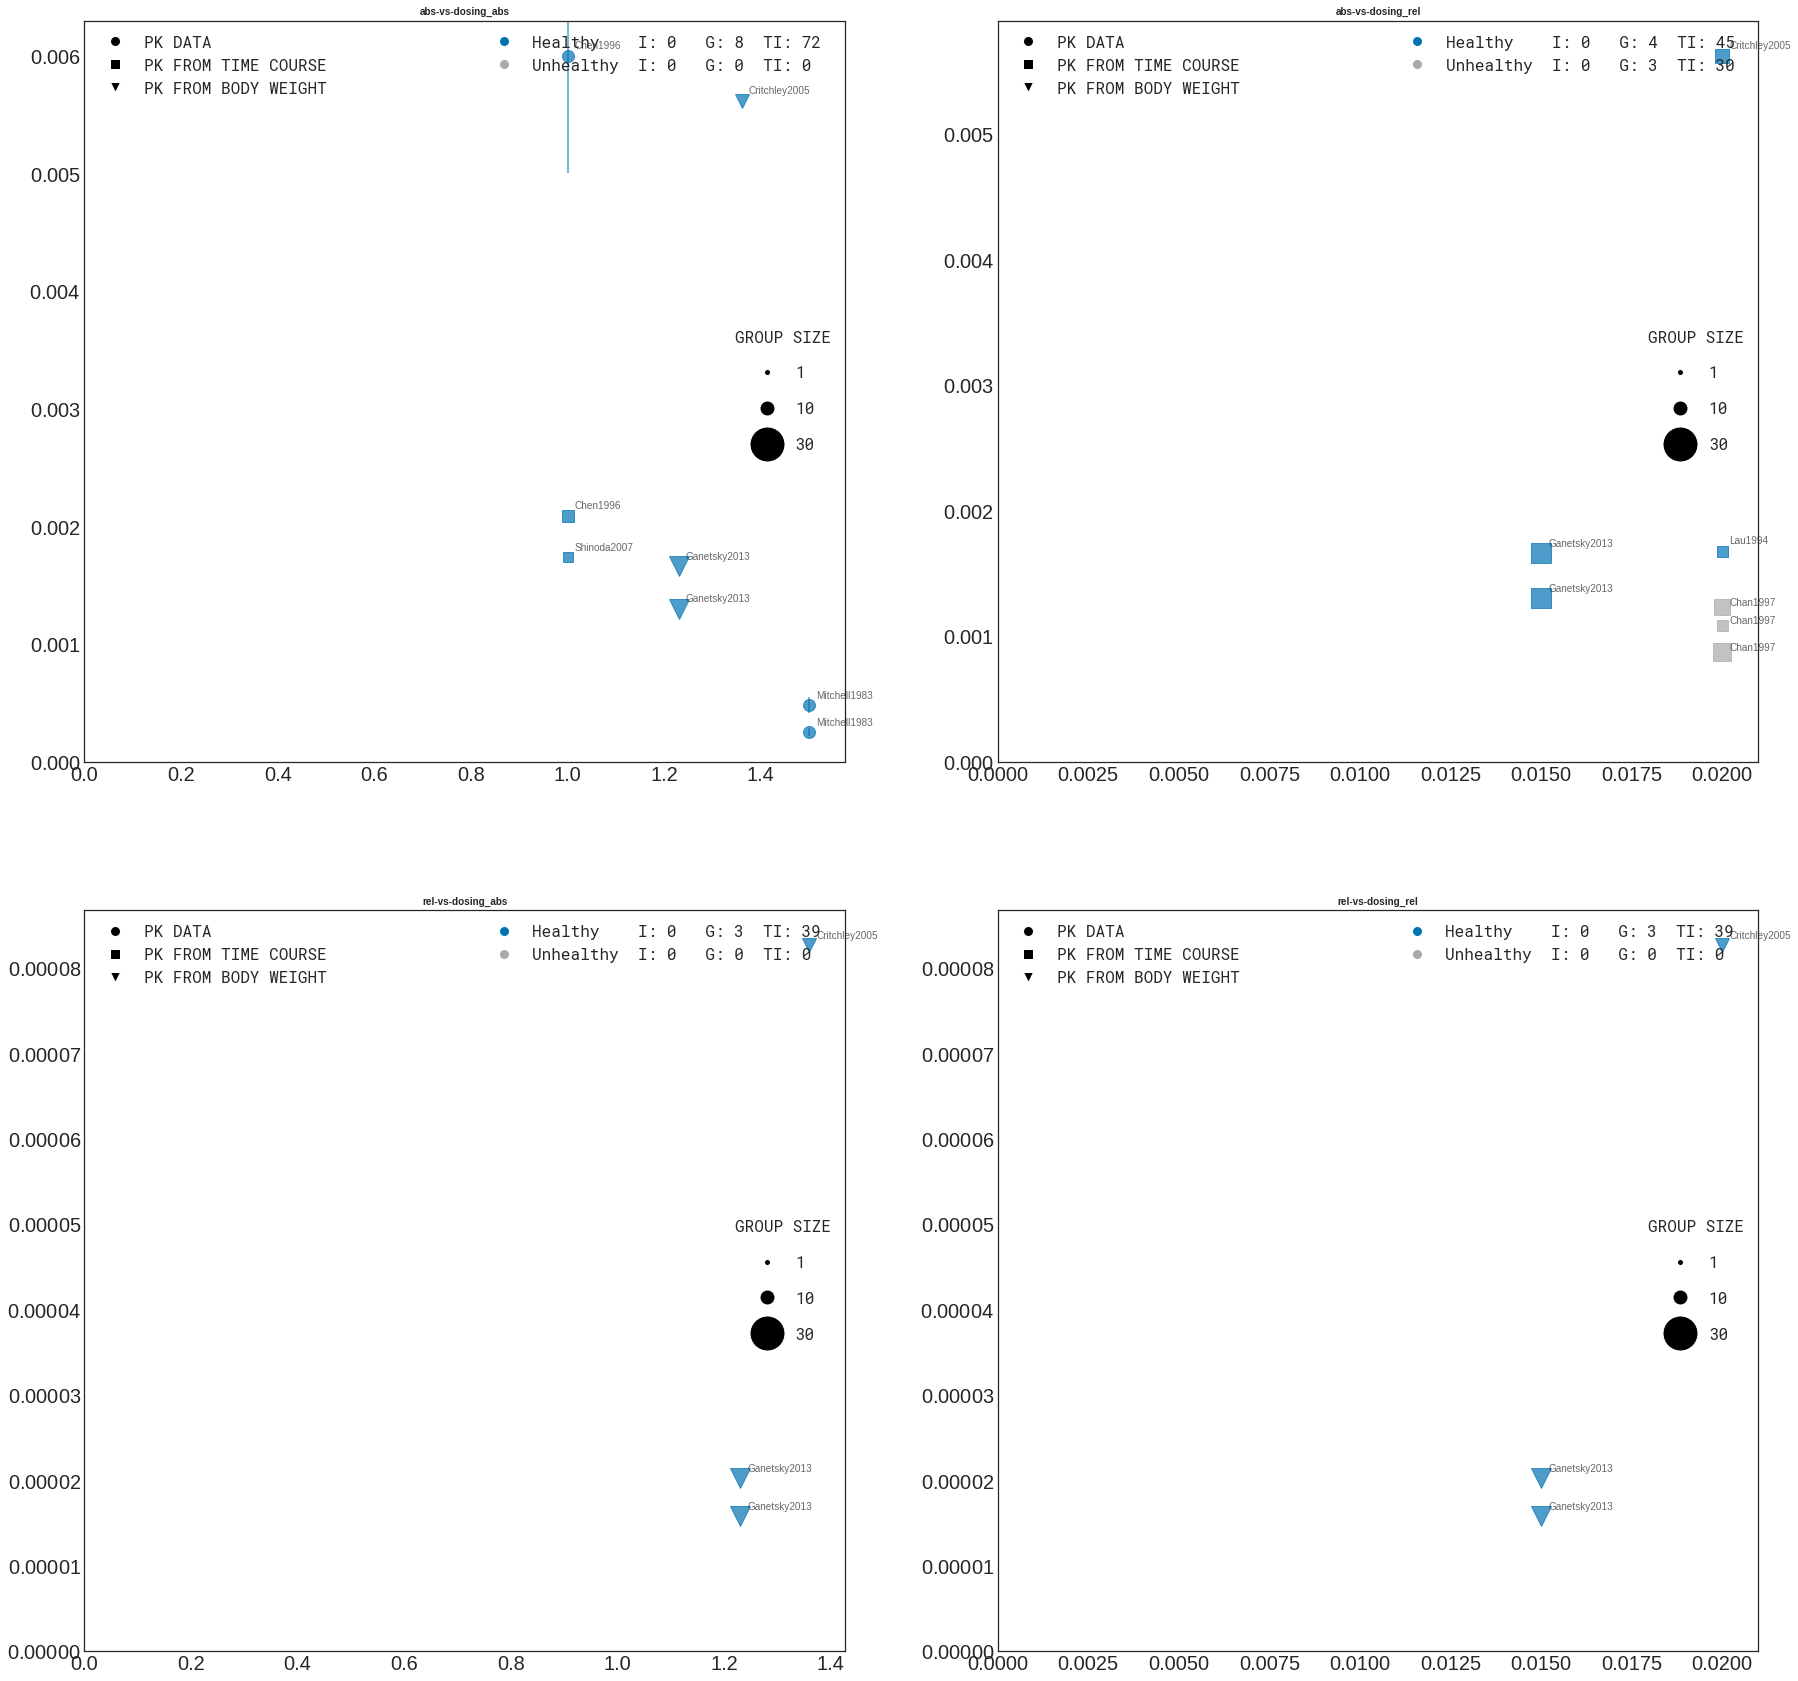 abs-vs-dosing_abs
PK DATA
PK FROM TIME COURSE
PK FROM BODY WEIGHT
Healthy I: 0 G: 8 TI: 72
Unhealthy I: 0 G: 0 TI: 0
Chen1996
Critchley2005
GROUP SIZE
1
10
30
Chen1996
Shinoda2007
Ganetsky2013
Ganetsky2013
Mitchell1983
Mitchell1983
0.006
0.005
0.004
0.003
0.002
0.001
0.000
0.0 0.2 0.4 0.6 0.8 1.0 1.2 1.4
abs-vs-dosing_rel
PK DATA
PK FROM TIME COURSE
PK FROM BODY WEIGHT
Healthy I: 0 G: 4 TI: 45
Unhealthy I: 0 G: 3 TI: 30
Critchley2005
GROUP SIZE
1
10
30
Ganetsky2013
Lau1994
Ganetsky2013
Chan1997
Chan1997
Chan1997
0.005
0.004
0.003
0.002
0.001
0.000
0.0000 0.0025 0.0050 0.0075 0.0100 0.0125 0.0150 0.0175 0.0200
rel-vs-dosing_abs
PK DATA
PK FROM TIME COURSE
PK FROM BODY WEIGHT
Healthy I: 0 G: 3 TI: 39
Unhealthy I: 0 G: 0 TI: 0
Critchley2005
GROUP SIZE
1
10
30
Ganetsky2013
Ganetsky2013
0.00008
0.00007
0.00006
0.00005
0.00004
0.00003
0.00002
0.00001
0.00000
0.0 0.2 0.4 0.6 0.8 1.0 1.2 1.4
rel-vs-dosing_rel
PK DATA
PK FROM TIME COURSE
PK FROM BODY WEIGHT
Healthy I: 0 G: 3 TI: 39
Unhealthy I: 0 G: 0 TI: 0
Critchley2005
GROUP SIZE
1
10
30
Ganetsky2013
Ganetsky2013
0.00008
0.00007
0.00006
0.00005
0.00004
0.00003
0.00002
0.00001
0.00000
0.0000 0.0025 0.0050 0.0075 0.0100 0.0125 0.0150 0.0175 0.0200